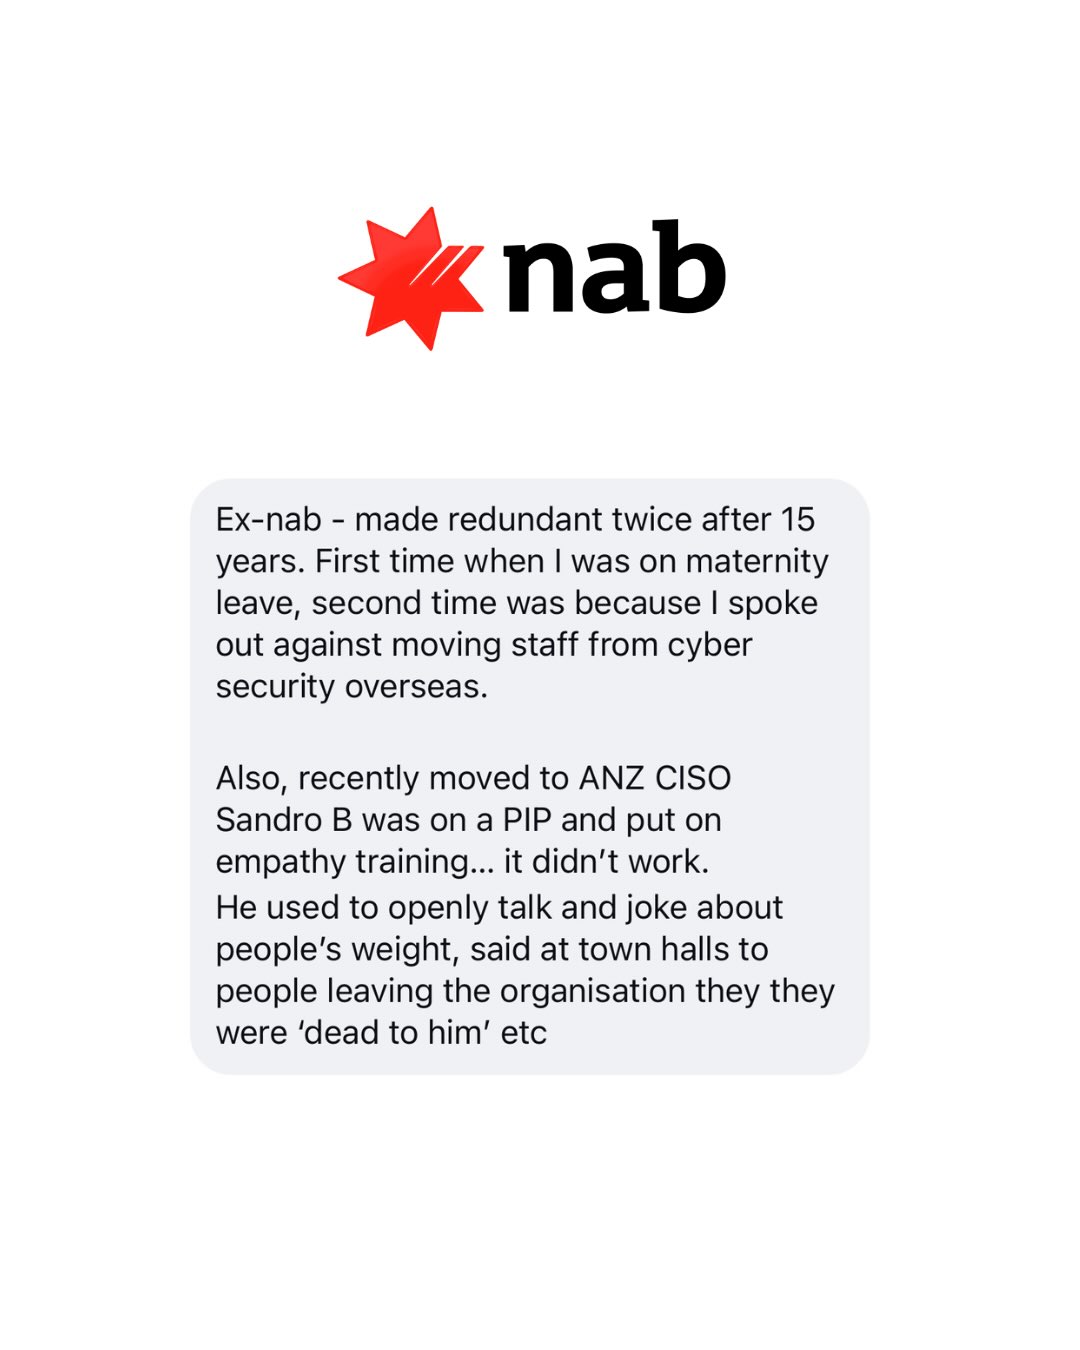 nab
Ex-nab - made redundant twice after 15
years. First time when I was on maternity
leave, second time was because I spoke
out against moving staff from cyber
security overseas.
Also, recently moved to ANZ CISO
Sandro B was on a PIP and put on
empathy training... it didn’t work.
He used to openly talk and joke about
people’s weight, said at town halls to
people leaving the organisation they they
were ‘dead to him’ etc